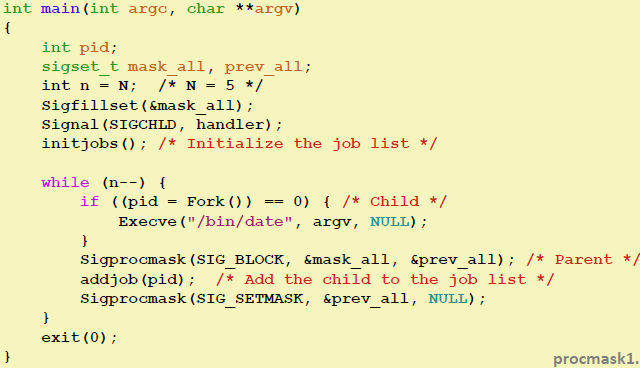 int main(int argc, char **argv)
{
    int pid;
    sigset_t mask_all, prev_all;
    int n = N;  /* N = 5 */
    Sigfillset(&mask_all);
    Signal(SIGCHLD, handler);
    initjobs(); /* Initialize the job list */

    while (n--) {
        if ((pid = Fork()) == 0) { /* Child */
            Execve("/bin/date", argv, NULL);
        }
        Sigprocmask(SIG_BLOCK, &mask_all, &prev_all); /* Parent */
        addjob(pid);  /* Add the child to the job list */
        Sigprocmask(SIG_SETMASK, &prev_all, NULL);
    }
    exit(0);
}
procmask1.